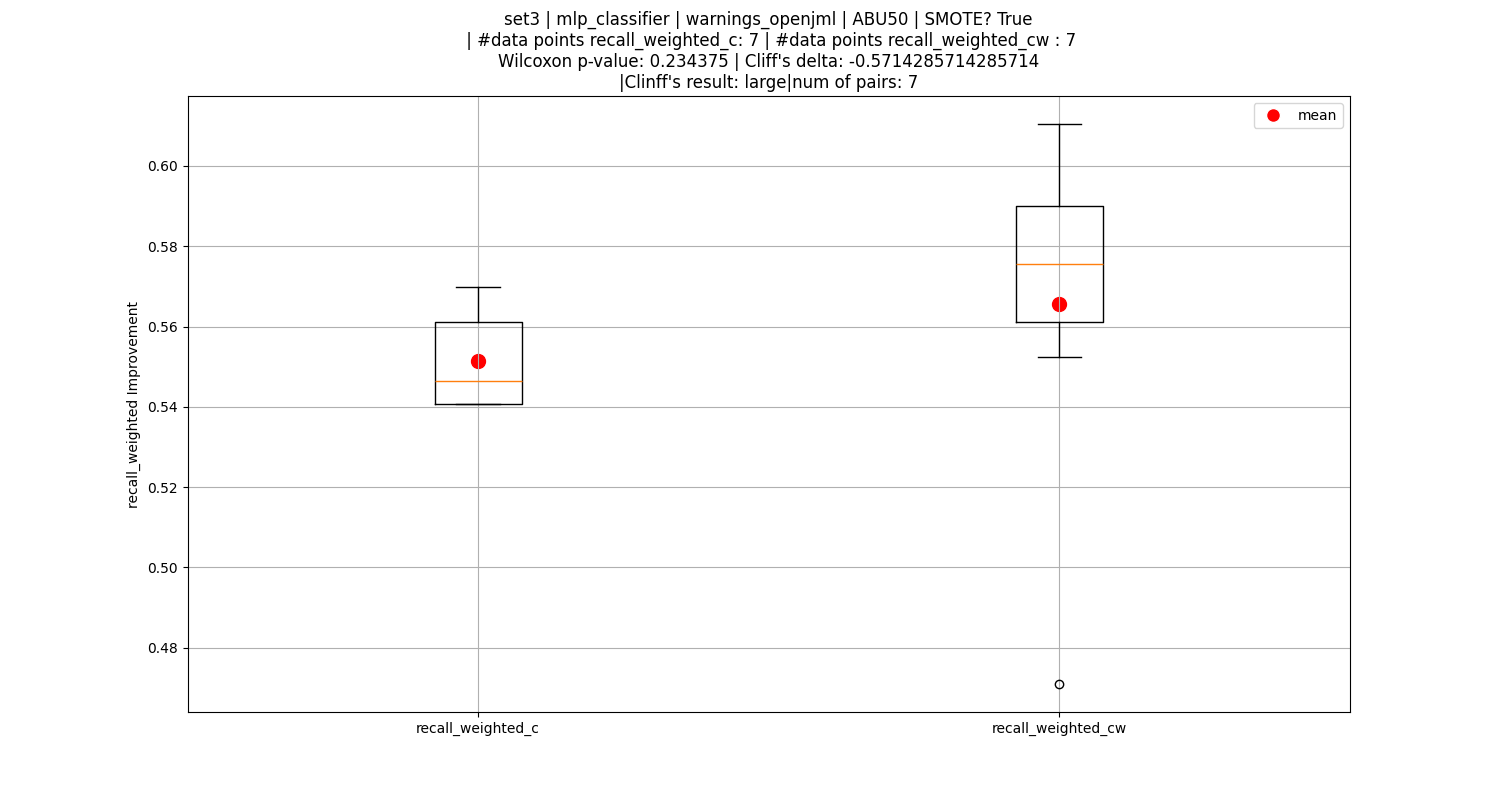 set3 | mlp_classifier | warnings_openjml | ABU50 | SMOTE? True
| #data points recall_weighted_c: 7 | #data points recall_weighted_cw : 7
Wilcoxon p-value: 0.234375 | Cliff's delta: -0.5714285714285714
|Clinff's result: large|num of pairs: 7
mean
0.60
0.58
0.56
0.54
0.52
0.50
0.48
recall_weighted Improvement
recall_weighted_c
recall_weighted_cw